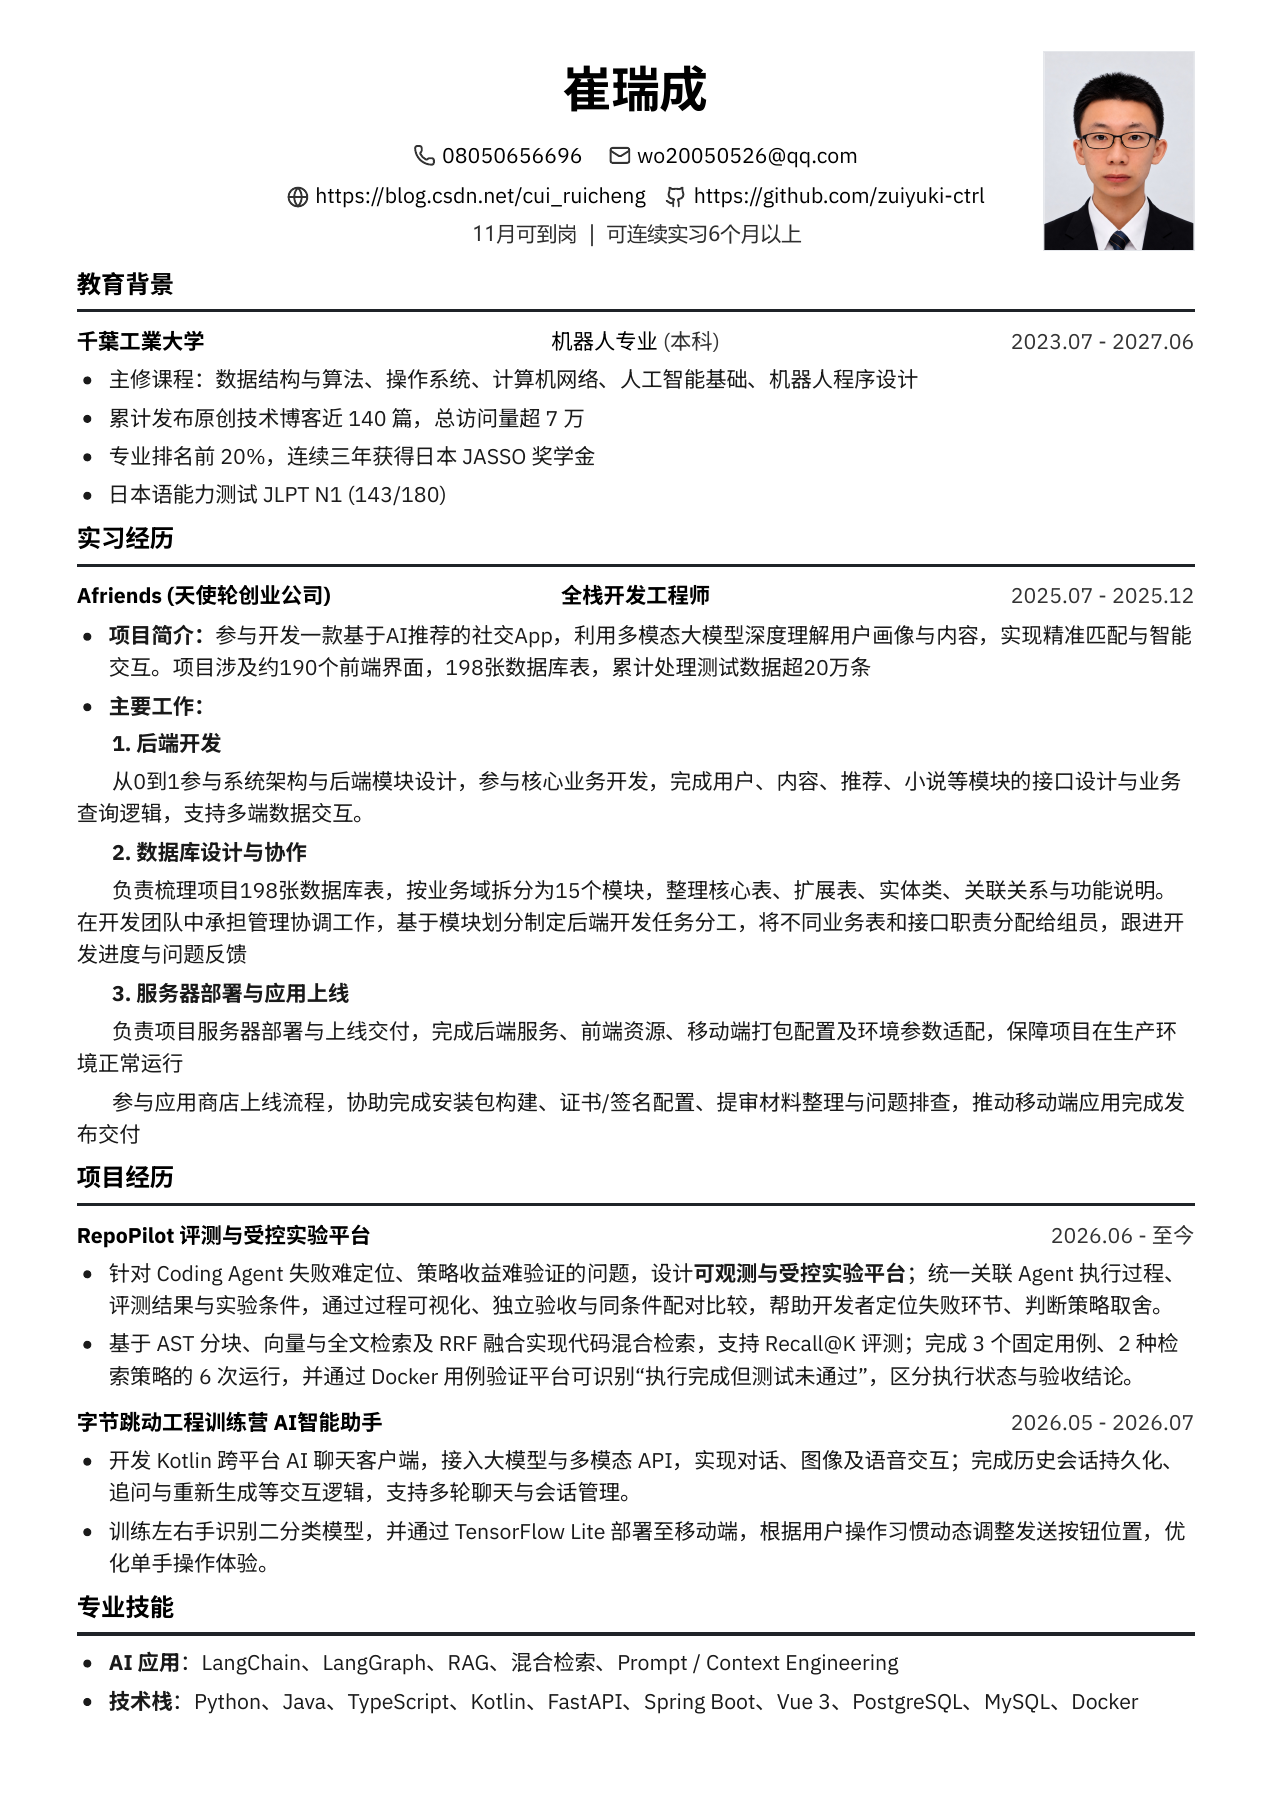 崔瑞成
08050656696 wo20050526@qq.com
https://blog.csdn.net/cui_ruicheng https://github.com/zuiyuki-ctrl
11月可到岗 | 可连续实习6个月以上
教育背景
千葉工業大学 机器人专业 (本科) 2023.07 - 2027.06
• 主修课程：数据结构与算法、操作系统、计算机网络、人工智能基础、机器人程序设计
• 累计发布原创技术博客近 140 篇，总访问量超 7 万
• 专业排名前 20%，连续三年获得日本 JASSO 奖学金
• 日本语能力测试 JLPT N1 (143/180)
实习经历
Afriends (天使轮创业公司) 全栈开发工程师 2025.07 - 2025.12
• 项目简介：参与开发一款基于AI推荐的社交App，利用多模态大模型深度理解用户画像与内容，实现精准匹配与智能
交互。项目涉及约190个前端界面，198张数据库表，累计处理测试数据超20万条
• 主要工作：
1. 后端开发
从0到1参与系统架构与后端模块设计，参与核心业务开发，完成用户、内容、推荐、小说等模块的接口设计与业务
查询逻辑，支持多端数据交互。
2. 数据库设计与协作
负责梳理项目198张数据库表，按业务域拆分为15个模块，整理核心表、扩展表、实体类、关联关系与功能说明。
在开发团队中承担管理协调工作，基于模块划分制定后端开发任务分工，将不同业务表和接口职责分配给组员，跟进开
发进度与问题反馈
3. 服务器部署与应用上线
负责项目服务器部署与上线交付，完成后端服务、前端资源、移动端打包配置及环境参数适配，保障项目在生产环
境正常运行
参与应用商店上线流程，协助完成安装包构建、证书/签名配置、提审材料整理与问题排查，推动移动端应用完成发
布交付
项目经历
RepoPilot 评测与受控实验平台 2026.06 - 至今
• 针对 Coding Agent 失败难定位、策略收益难验证的问题，设计可观测与受控实验平台；统一关联 Agent 执行过程、
评测结果与实验条件，通过过程可视化、独立验收与同条件配对比较，帮助开发者定位失败环节、判断策略取舍。
• 基于 AST 分块、向量与全文检索及 RRF 融合实现代码混合检索，支持 Recall@K 评测；完成 3 个固定用例、2 种检
索策略的 6 次运行，并通过 Docker 用例验证平台可识别“执行完成但测试未通过”，区分执行状态与验收结论。
字节跳动工程训练营 AI智能助手 2026.05 - 2026.07
• 开发 Kotlin 跨平台 AI 聊天客户端，接入大模型与多模态 API，实现对话、图像及语音交互；完成历史会话持久化、
追问与重新生成等交互逻辑，支持多轮聊天与会话管理。
• 训练左右手识别二分类模型，并通过 TensorFlow Lite 部署至移动端，根据用户操作习惯动态调整发送按钮位置，优
化单手操作体验。
专业技能
• AI 应用：LangChain、LangGraph、RAG、混合检索、Prompt / Context Engineering
• 技术栈：Python、Java、TypeScript、Kotlin、FastAPI、Spring Boot、Vue 3、PostgreSQL、MySQL、Docker